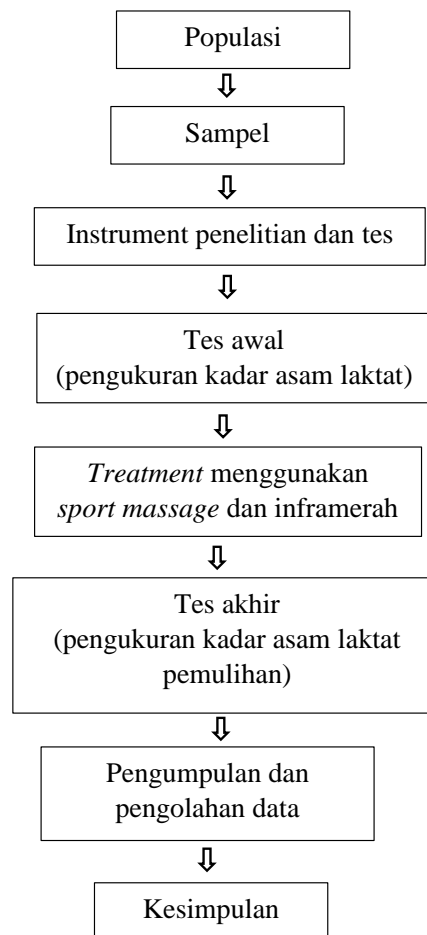 Populasi
Sampel
Instrument penelitian dan tes
Tes awal
(pengukuran kadar asam laktat)
Treatment menggunakan
sport massage dan inframerah
Tes akhir
(pengukuran kadar asam laktat
pemulihan)
Pengumpulan dan
pengolahan data
Kesimpulan